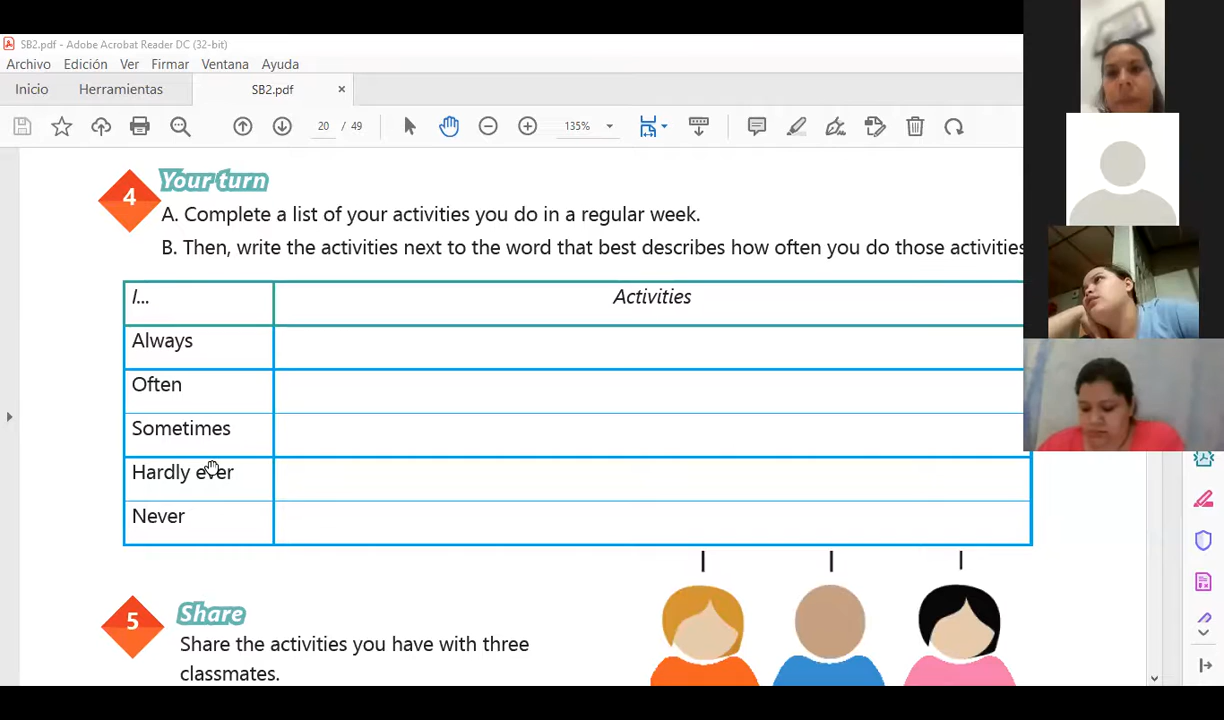 SB2.pdf - Adobe Acrobat Reader DC (32-bit)
Archivo Edición Ver Firmar Ventana Ayuda
Inicio Herramientas SB2.pdf ×
20 / 49 135%
4 Your turn
A. Complete a list of your activities you do in a regular week.
B. Then, write the activities next to the word that best describes how often you do those activities
I... Activities
Always
Often
Sometimes
Hardly ever
Never
5 Share
Share the activities you have with three
classmates.